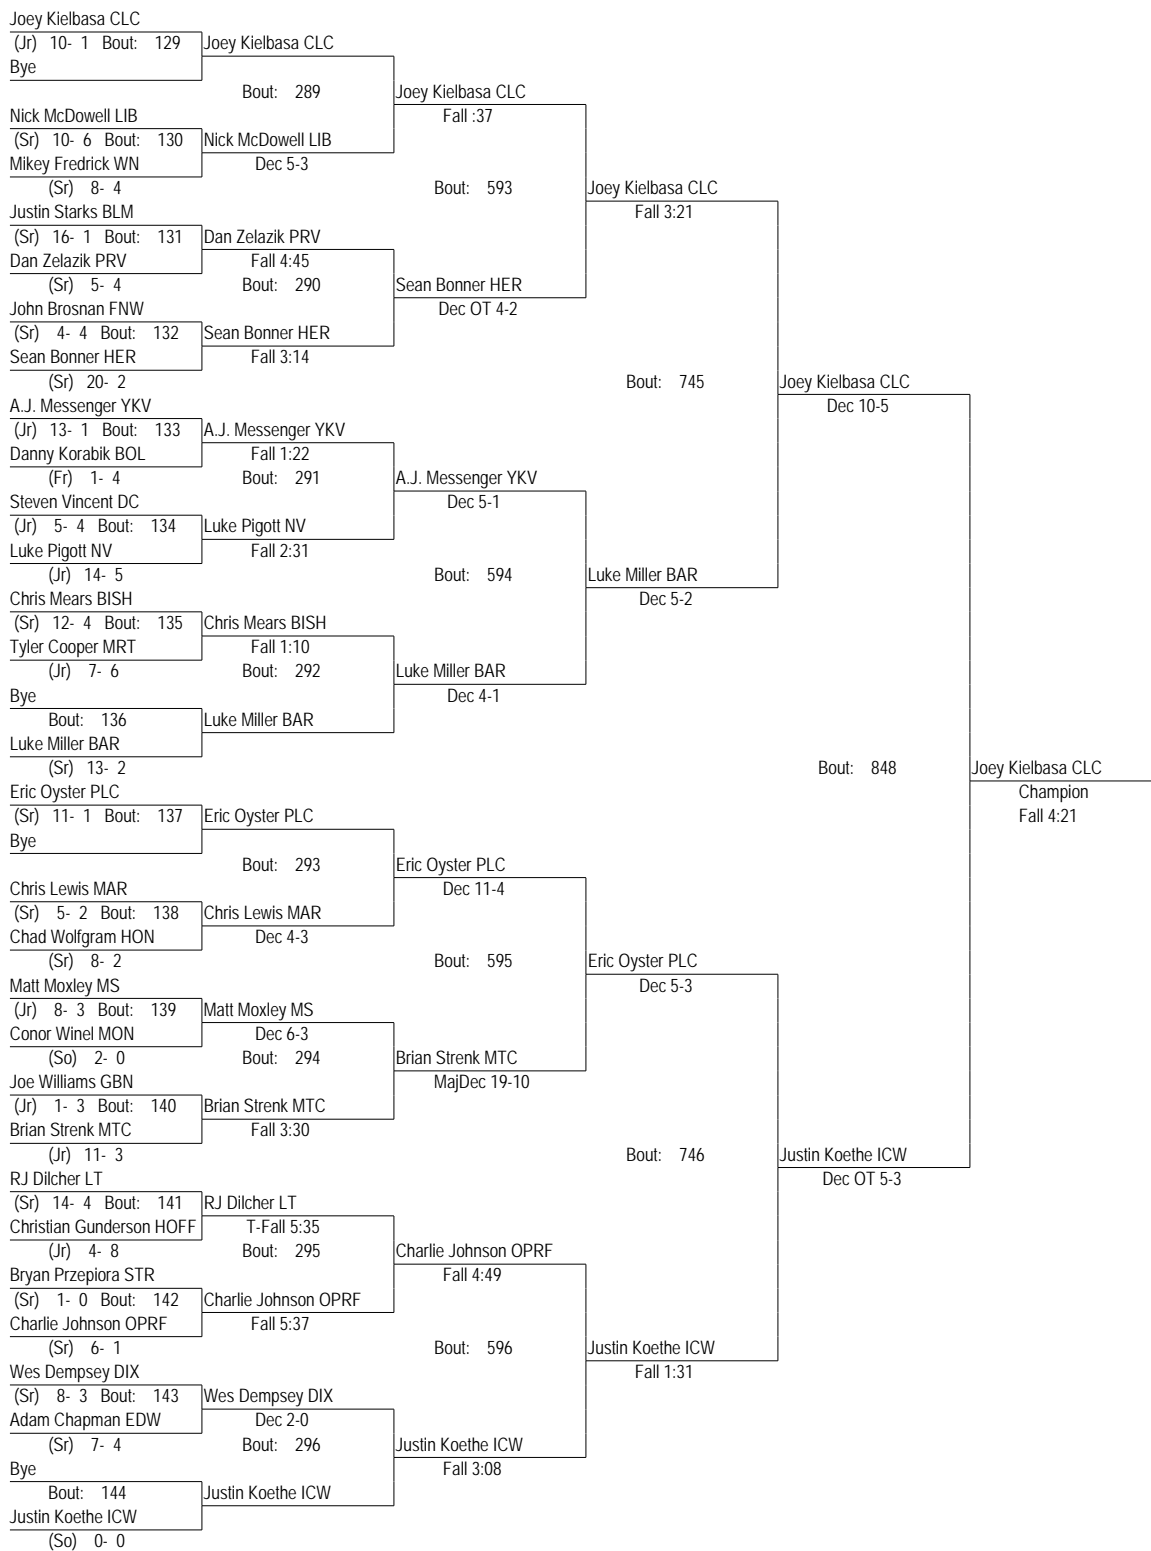 Joey Kielbasa CLC
(Jr) 10- 1 Bout: 129 Joey Kielbasa CLC
Bye
Bout: 289 Joey Kielbasa CLC
Nick McDowell LIB Fall :37
(Sr) 10- 6 Bout: 130 Nick McDowell LIB
Mikey Fredrick WN Dec 5-3
(Sr) 8- 4 Bout: 593 Joey Kielbasa CLC
Justin Starks BLM Fall 3:21
(Sr) 16- 1 Bout: 131 Dan Zelazik PRV
Dan Zelazik PRV Fall 4:45
(Sr) 5- 4 Bout: 290 Sean Bonner HER
John Brosnan FNW Dec OT 4-2
(Sr) 4- 4 Bout: 132 Sean Bonner HER
Sean Bonner HER Fall 3:14
(Sr) 20- 2 Bout: 745 Joey Kielbasa CLC
A.J. Messenger YKV Dec 10-5
(Jr) 13- 1 Bout: 133 A.J. Messenger YKV
Danny Korabik BOL Fall 1:22
(Fr) 1- 4 Bout: 291 A.J. Messenger YKV
Steven Vincent DC Dec 5-1
(Jr) 5- 4 Bout: 134 Luke Pigott NV
Luke Pigott NV Fall 2:31
(Jr) 14- 5 Bout: 594 Luke Miller BAR
Chris Mears BISH Dec 5-2
(Sr) 12- 4 Bout: 135 Chris Mears BISH
Tyler Cooper MRT Fall 1:10
(Jr) 7- 6 Bout: 292 Luke Miller BAR
Bye Dec 4-1
Bout: 136 Luke Miller BAR
Luke Miller BAR
(Sr) 13- 2 Bout: 848 Joey Kielbasa CLC
Eric Oyster PLC Champion
(Sr) 11- 1 Bout: 137 Eric Oyster PLC Fall 4:21
Bye
Bout: 293 Eric Oyster PLC
Chris Lewis MAR Dec 11-4
(Sr) 5- 2 Bout: 138 Chris Lewis MAR
Chad Wolfgram HON Dec 4-3
(Sr) 8- 2 Bout: 595 Eric Oyster PLC
Matt Moxley MS Dec 5-3
(Jr) 8- 3 Bout: 139 Matt Moxley MS
Conor Winel MON Dec 6-3
(So) 2- 0 Bout: 294 Brian Strenk MTC
Joe Williams GBN MajDec 19-10
(Jr) 1- 3 Bout: 140 Brian Strenk MTC
Brian Strenk MTC Fall 3:30
(Jr) 11- 3 Bout: 746 Justin Koethe ICW
RJ Dilcher LT Dec OT 5-3
(Sr) 14- 4 Bout: 141 RJ Dilcher LT
Christian Gunderson HOFF T-Fall 5:35
(Jr) 4- 8 Bout: 295 Charlie Johnson OPRF
Bryan Przepiora STR Fall 4:49
(Sr) 1- 0 Bout: 142 Charlie Johnson OPRF
Charlie Johnson OPRF Fall 5:37
(Sr) 6- 1 Bout: 596 Justin Koethe ICW
Wes Dempsey DIX Fall 1:31
(Sr) 8- 3 Bout: 143 Wes Dempsey DIX
Adam Chapman EDW Dec 2-0
(Sr) 7- 4 Bout: 296 Justin Koethe ICW
Bye Fall 3:08
Bout: 144 Justin Koethe ICW
Justin Koethe ICW
(So) 0- 0